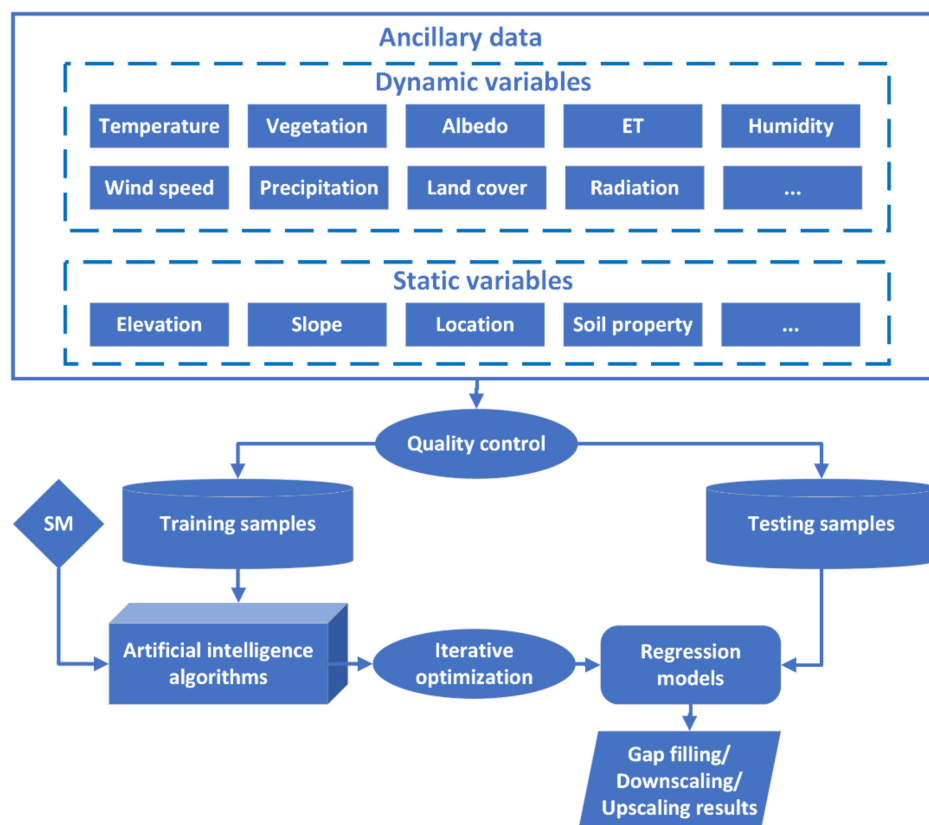 Ancillary data
Dynamic variables
Temperature
Vegetation
Albedo
ET
Humidity
Wind speed
Precipitation
Land cover
Radiation
...
Static variables
Elevation
Slope
Location
Soil property
...
Quality control
SM
Training samples
Testing samples
Artificial intelligence
algorithms
Iterative
optimization
Regression
models
Gap filling/
Downscaling/
Upscaling results